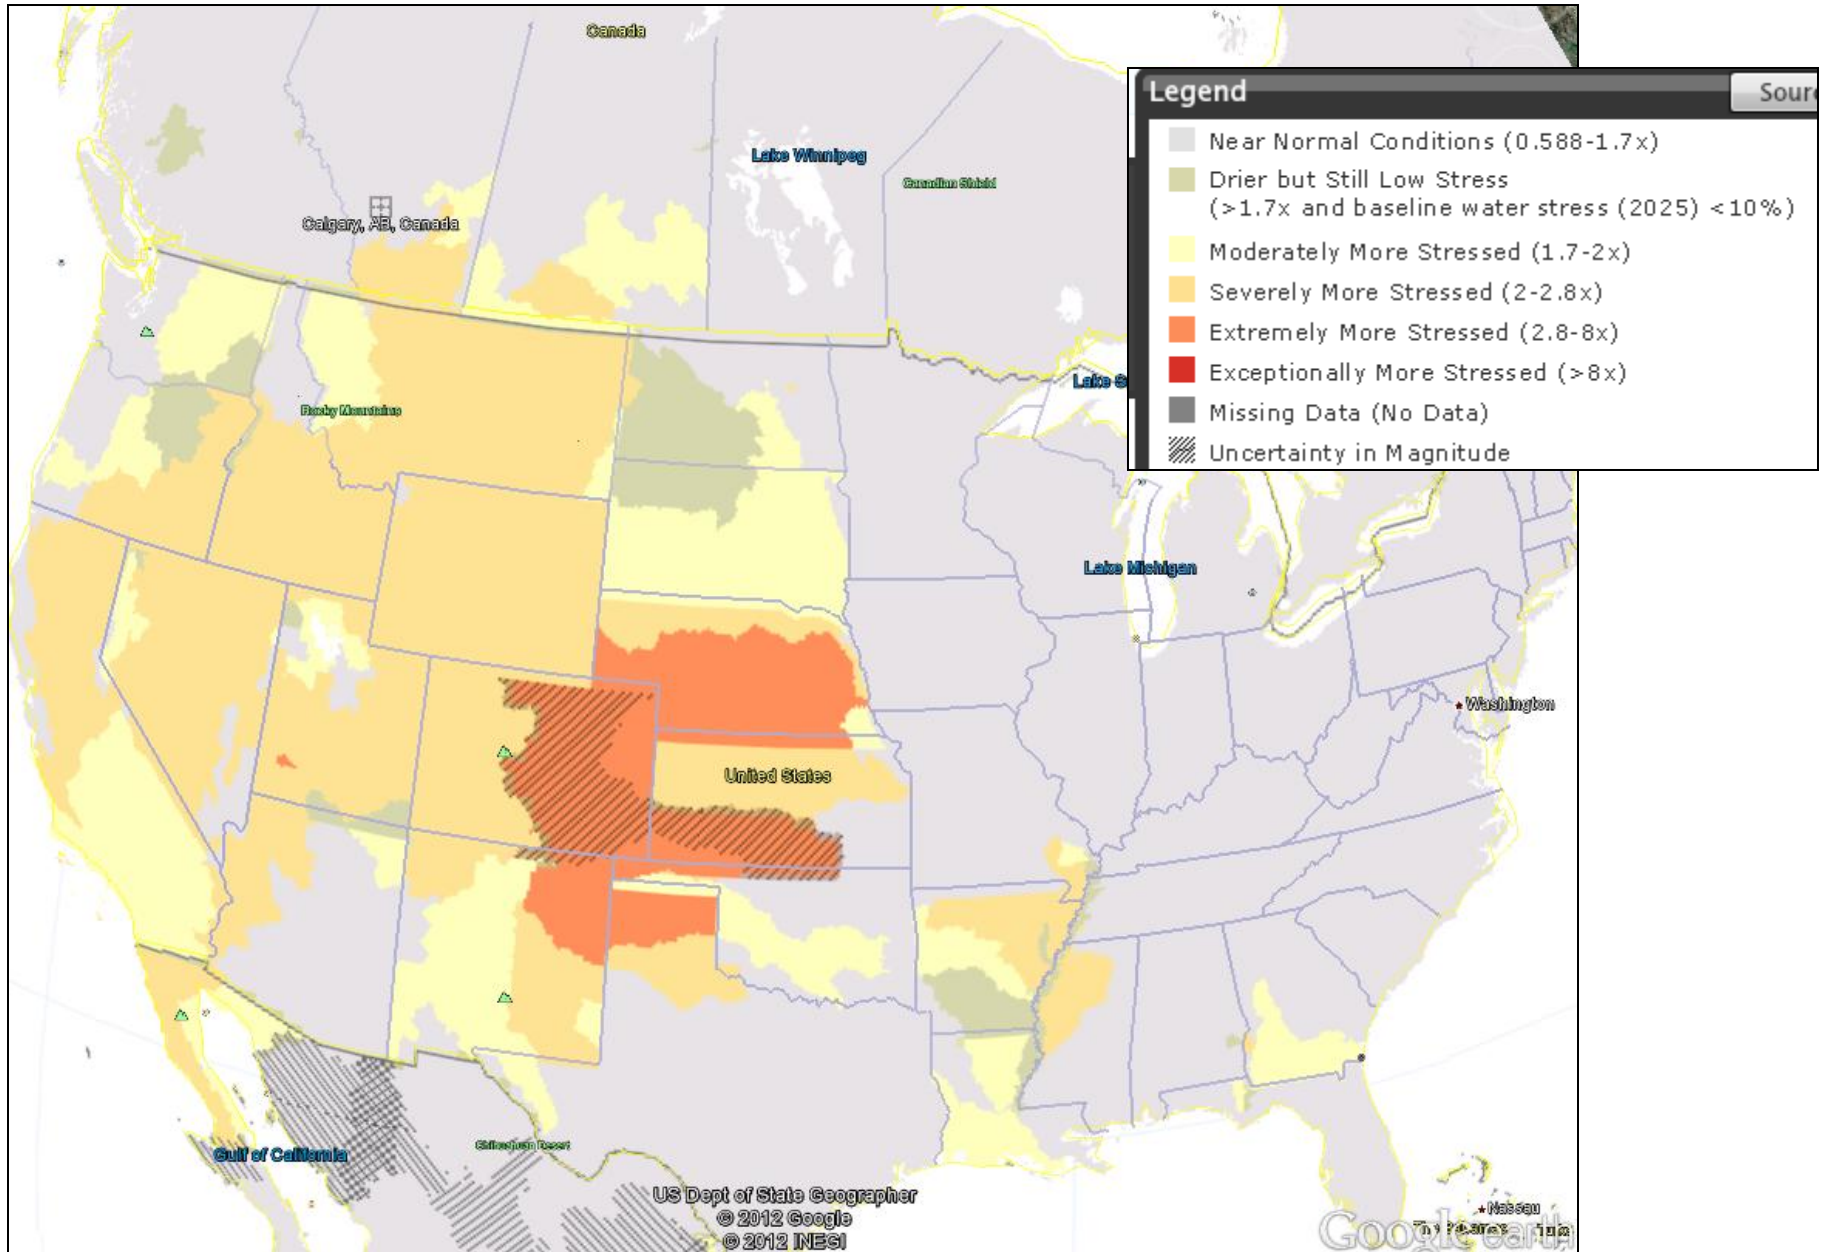 Canada
Legend
Sour
Near Normal Conditions (0.588-1.7x)
Drier but Still Low Stress
(>1.7x and baseline water stress (2025) <10%)
Moderately More Stressed (1.7-2x)
Severely More Stressed (2-2.8x)
Extremely More Stressed (2.8-8x)
Exceptionally More Stressed (>8x)
Missing Data (No Data)
Uncertainty in Magnitude
Lake Winnipeg
Canadian Shield
Calgary, AB, Canada
Lake S
Rocky Mountains
Lake Michigan
Washington
United States
Chihuahuan Desert
Gulf of California
US Dept of State Geographer
© 2012 Google
© 2012 INEGI
Nassau
Google earth